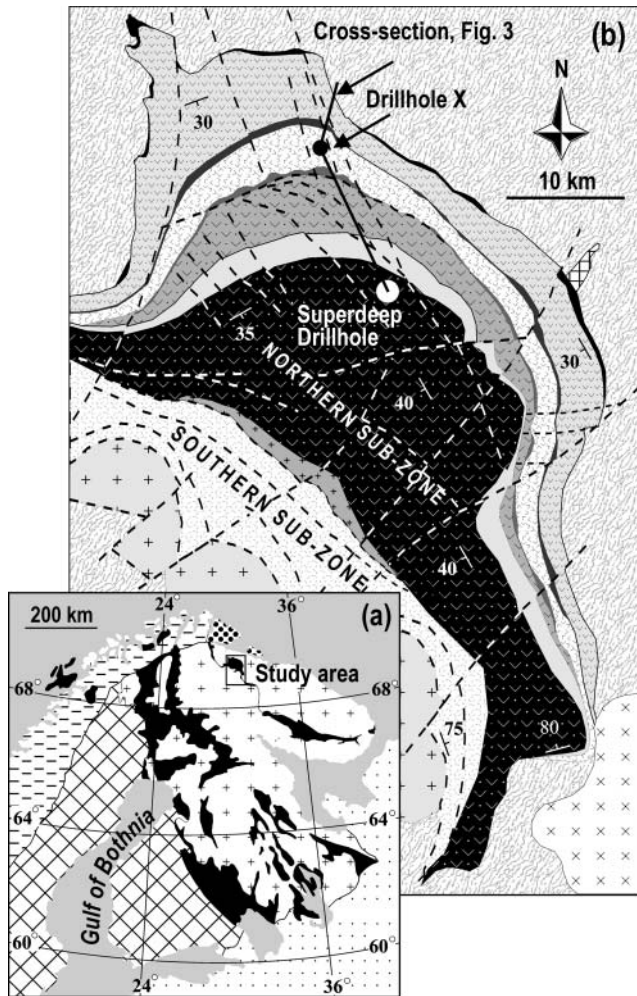 Cross-section, Fig. 3
(b)
Drillhole X
N
30
10 km
Superdeep
Drillhole
35
30
NORTHERN SUB-ZONE
40
SOUTHERN SUB-ZONE
40
75
80
(a)
200 km
24°
36°
Study area
68°
68°
64°
64°
Gulf of Bothnia
60°
60°
24°
36°